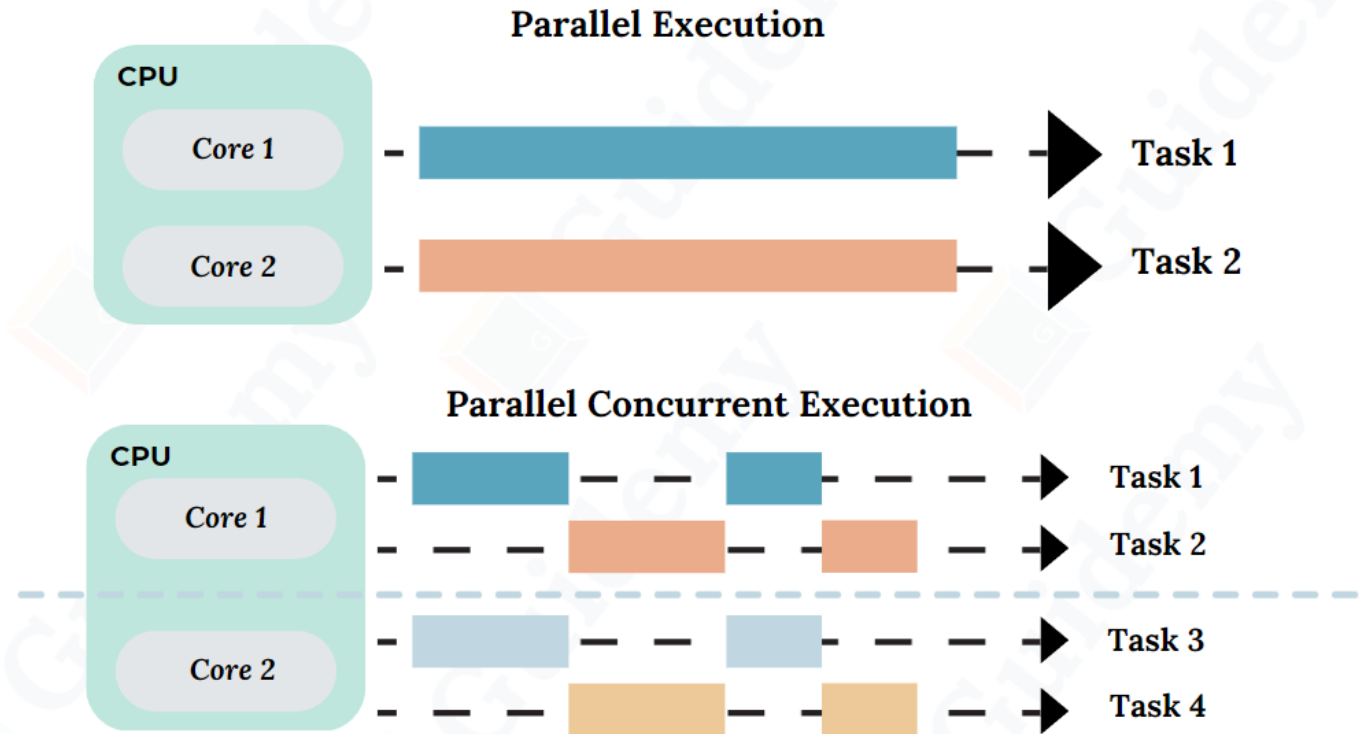 Parallel Execution
CPU
Core 1
Task 1
Core 2
Task 2
Parallel Concurrent Execution
CPU
Core 1
Task 1
Task 2
Core 2
Task 3
Task 4
Guidemy